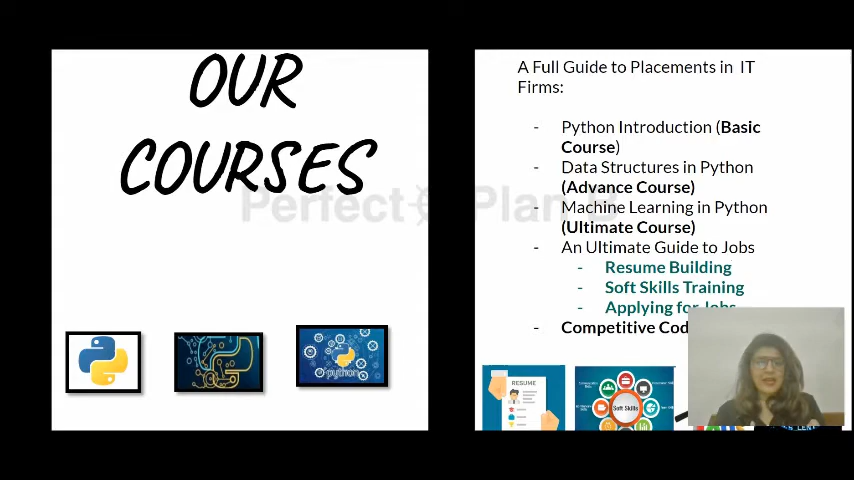 OUR
COURSES
A Full Guide to Placements in IT
Firms:
- Python Introduction (Basic
Course)
- Data Structures in Python
(Advance Course)
- Machine Learning in Python
(Ultimate Course)
- An Ultimate Guide to Jobs
- Resume Building
- Soft Skills Training
- Applying for Jobs
- Competitive Cod
Perfect Plan B
python
RESUME
Soft Skills